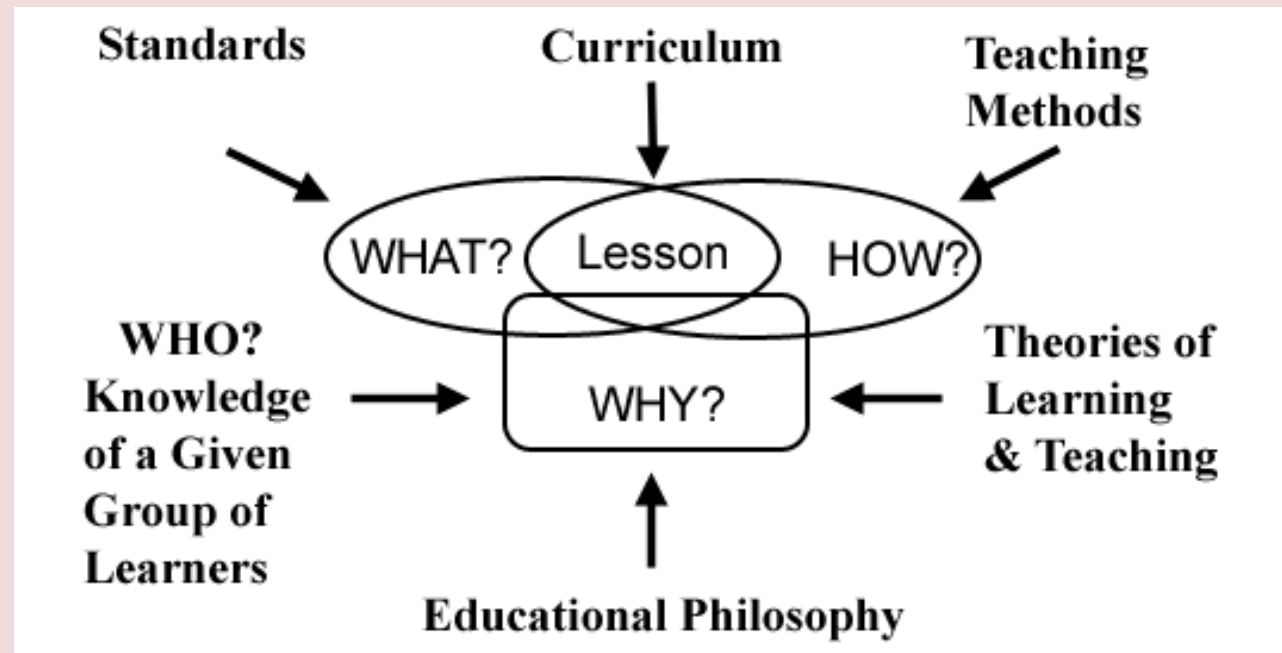 Standards
Curriculum
Teaching
Methods
WHAT?
Lesson
HOW?
WHO?
Knowledge
of a Given
Group of
Learners
WHY?
Theories of
Learning
& Teaching
Educational Philosophy